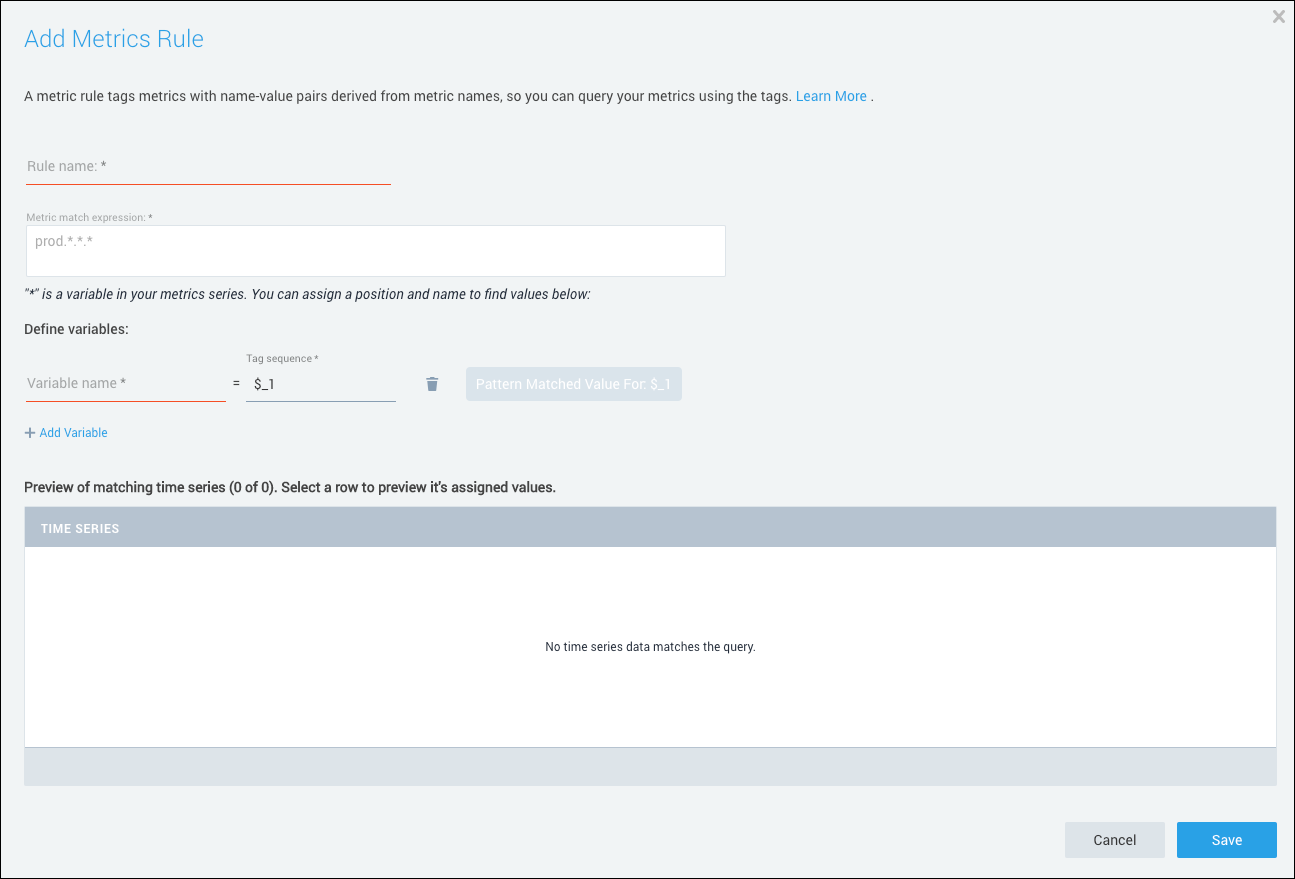 ×
Add Metrics Rule
A metric rule tags metrics with name-value pairs derived from metric names, so you can query your metrics using the tags. Learn More .
Rule name: *
Metric match expression: *
prod.*.*.*
"*" is a variable in your metrics series. You can assign a position and name to find values below:
Define variables:
Tag sequence *
Variable name * = $_1 Pattern Matched Value For: $_1
+ Add Variable
Preview of matching time series (0 of 0). Select a row to preview it's assigned values.
TIME SERIES
No time series data matches the query.
Cancel Save